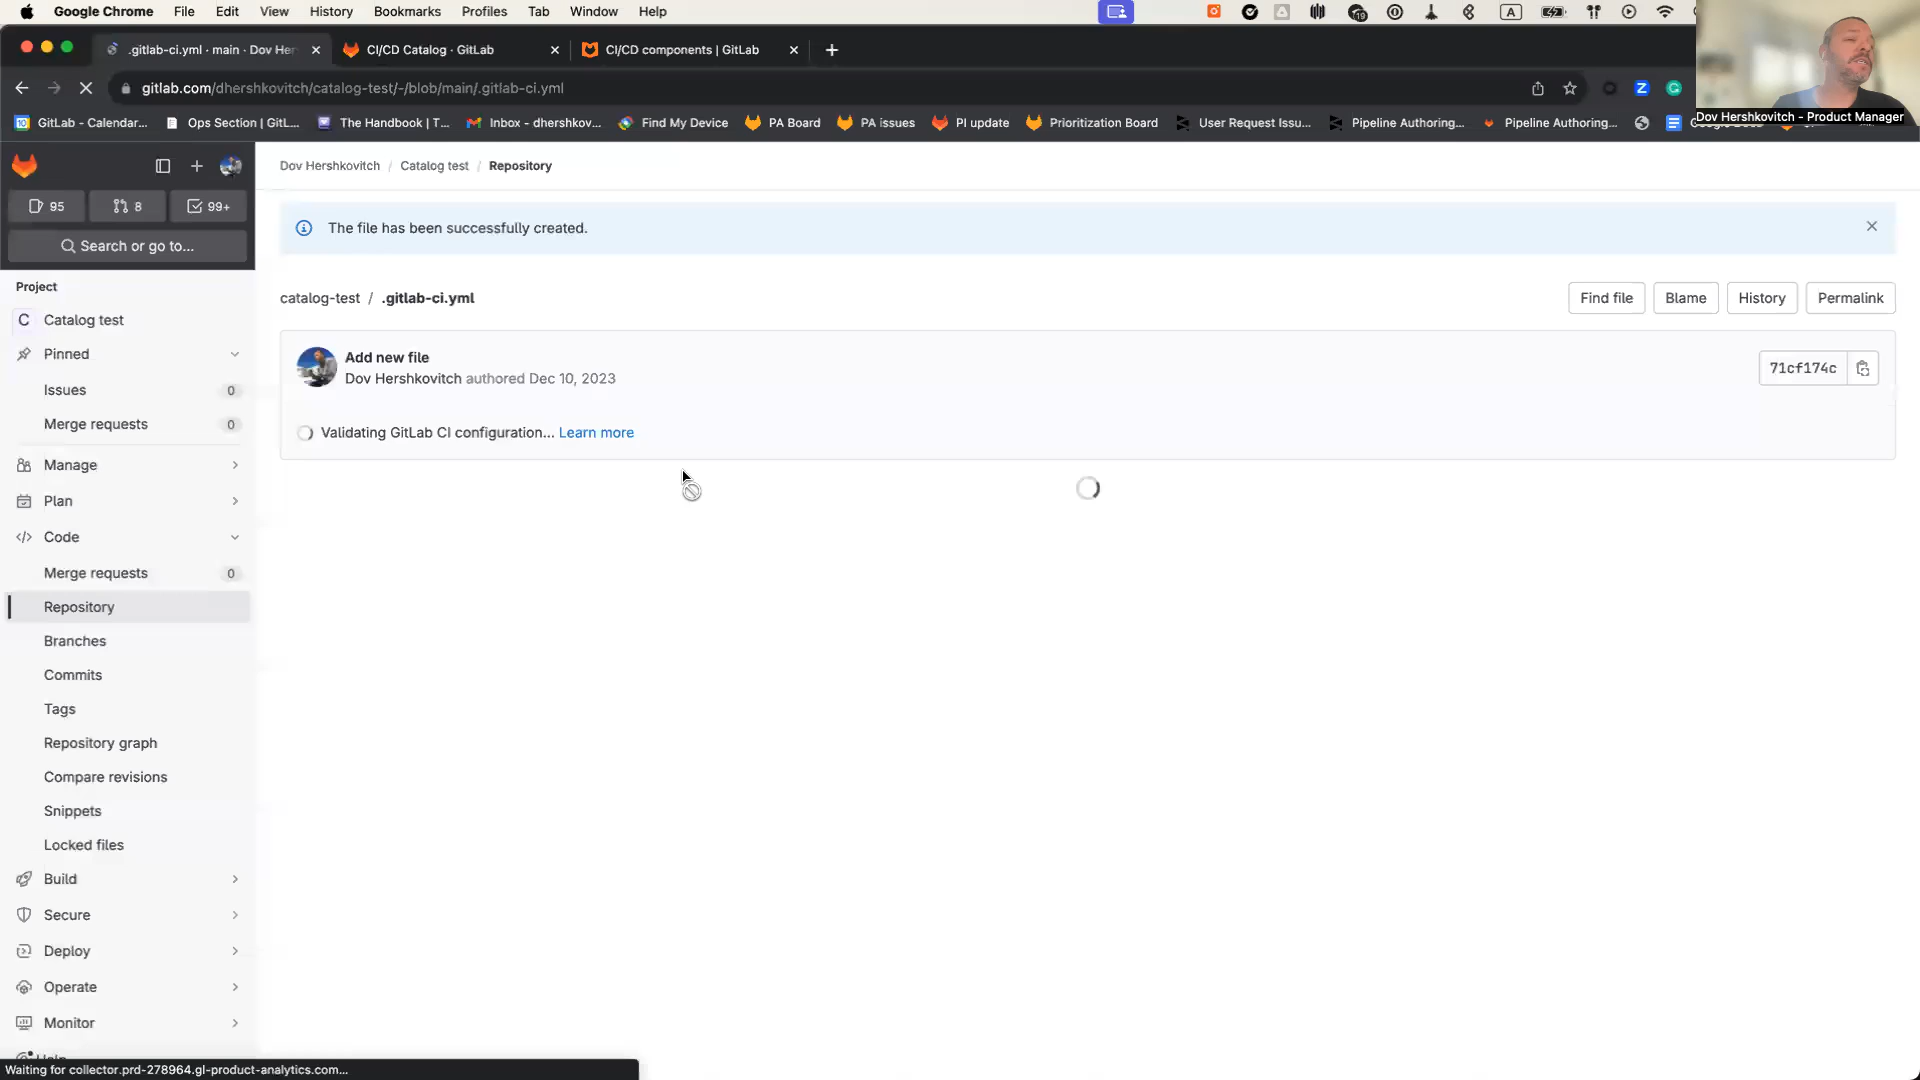 Google Chrome File Edit View History Bookmarks Profiles Tab Window Help
19 A
.gitlab-ci.yml · main · Dov Her
CI/CD Catalog · GitLab
CI/CD components | GitLab
gitlab.com/dhershkovitch/catalog-test/-/blob/main/.gitlab-ci.yml
Dov Hershkovitch - Product Manager
GitLab - Calendar... Ops Section | GitL... The Handbook | T... Inbox - dhershkov... Find My Device PA Board PA issues PI update Prioritization Board User Request Issu... Pipeline Authoring... Pipeline Authoring...
Dov Hershkovitch / Catalog test / Repository
95 8 99+
Search or go to...
The file has been successfully created.
Project
C Catalog test
Pinned
Issues 0
Merge requests 0
Manage
Plan
Code
Merge requests 0
Repository
Branches
Commits
Tags
Repository graph
Compare revisions
Snippets
Locked files
Build
Secure
Deploy
Operate
Monitor
Help
catalog-test / .gitlab-ci.yml
Find file Blame History Permalink
Add new file
Dov Hershkovitch authored Dec 10, 2023
71cf174c
Validating GitLab CI configuration... Learn more
Waiting for collector.prd-278964.gl-product-analytics.com...